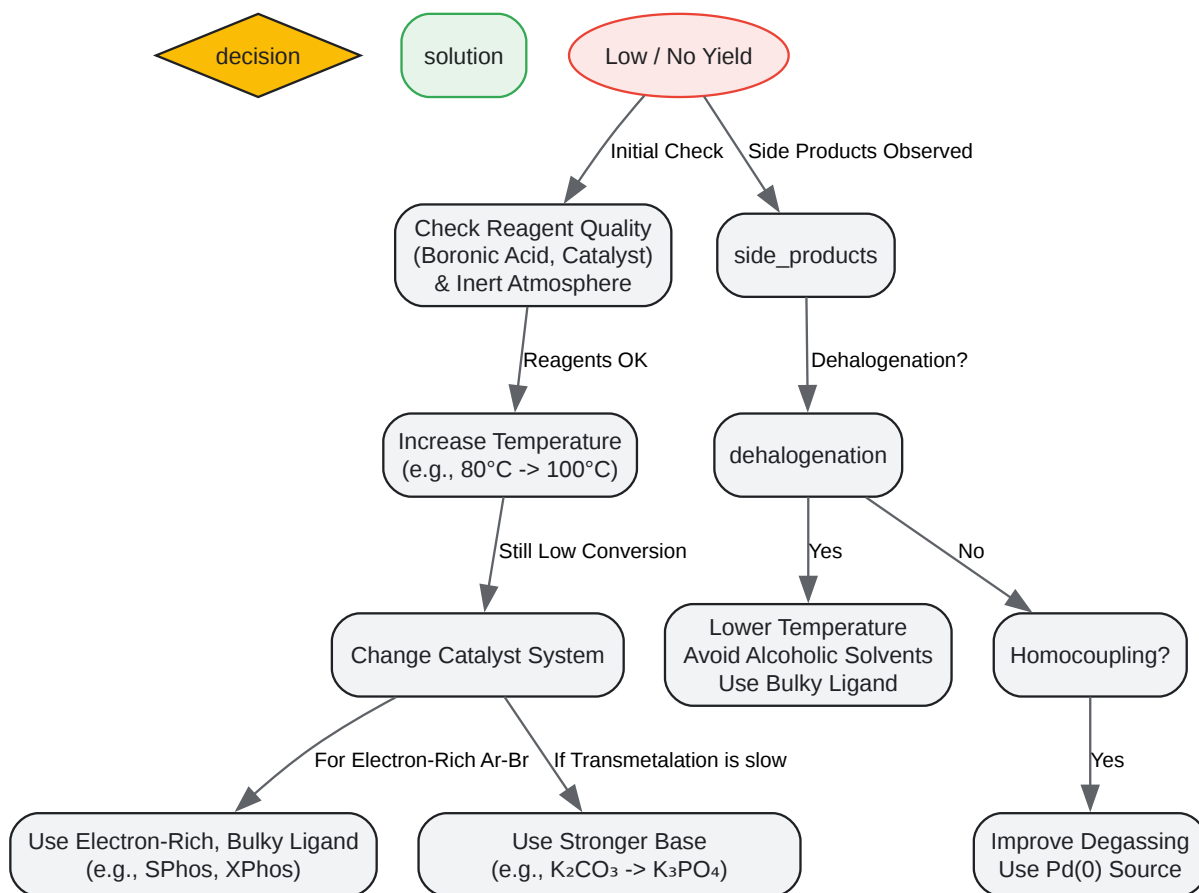 decision
solution
Low / No Yield
Initial Check
Side Products Observed
Check Reagent Quality
(Boronic Acid, Catalyst)
& Inert Atmosphere
side_products
Reagents OK
Dehalogenation?
Increase Temperature
(e.g., 80°C -> 100°C)
dehalogenation
Still Low Conversion
Yes
No
Change Catalyst System
Lower Temperature
Avoid Alcoholic Solvents
Use Bulky Ligand
Homocoupling?
For Electron-Rich Ar-Br
If Transmetalation is slow
Yes
Use Electron-Rich, Bulky Ligand
(e.g., SPhos, XPhos)
Use Stronger Base
(e.g., K₂CO₃ -> K₃PO₄)
Improve Degassing
Use Pd(0) Source